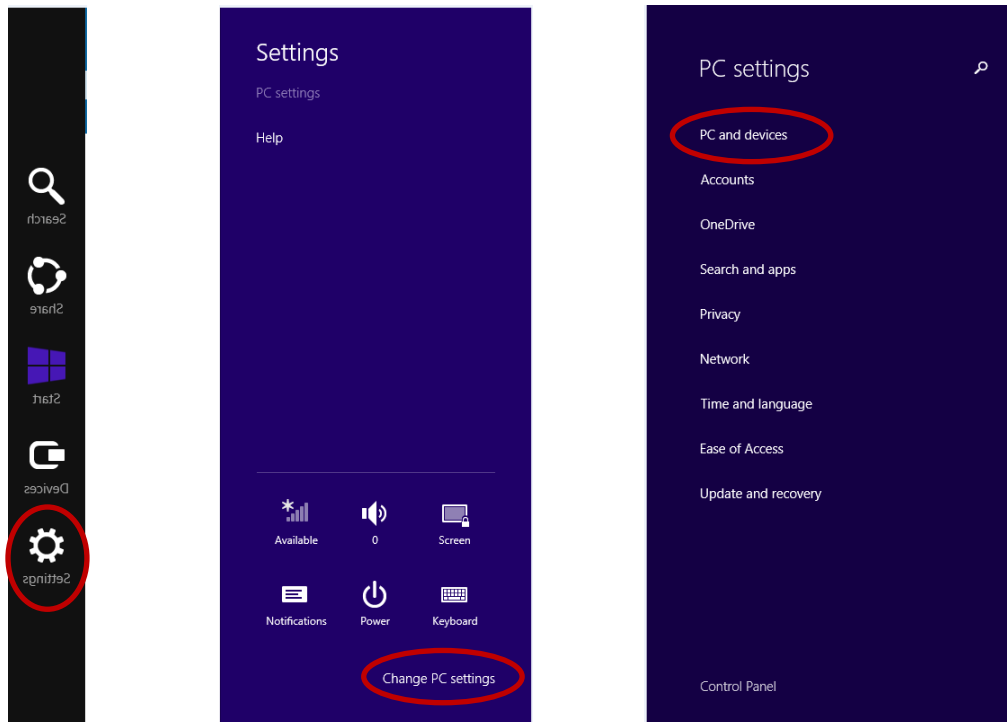 Search
Share
Start
Devices
Settings
Settings
PC settings
Help
Available
0
Screen
Notifications
Power
Keyboard
Change PC settings
PC settings
PC and devices
Accounts
OneDrive
Search and apps
Privacy
Network
Time and language
Ease of Access
Update and recovery
Control Panel